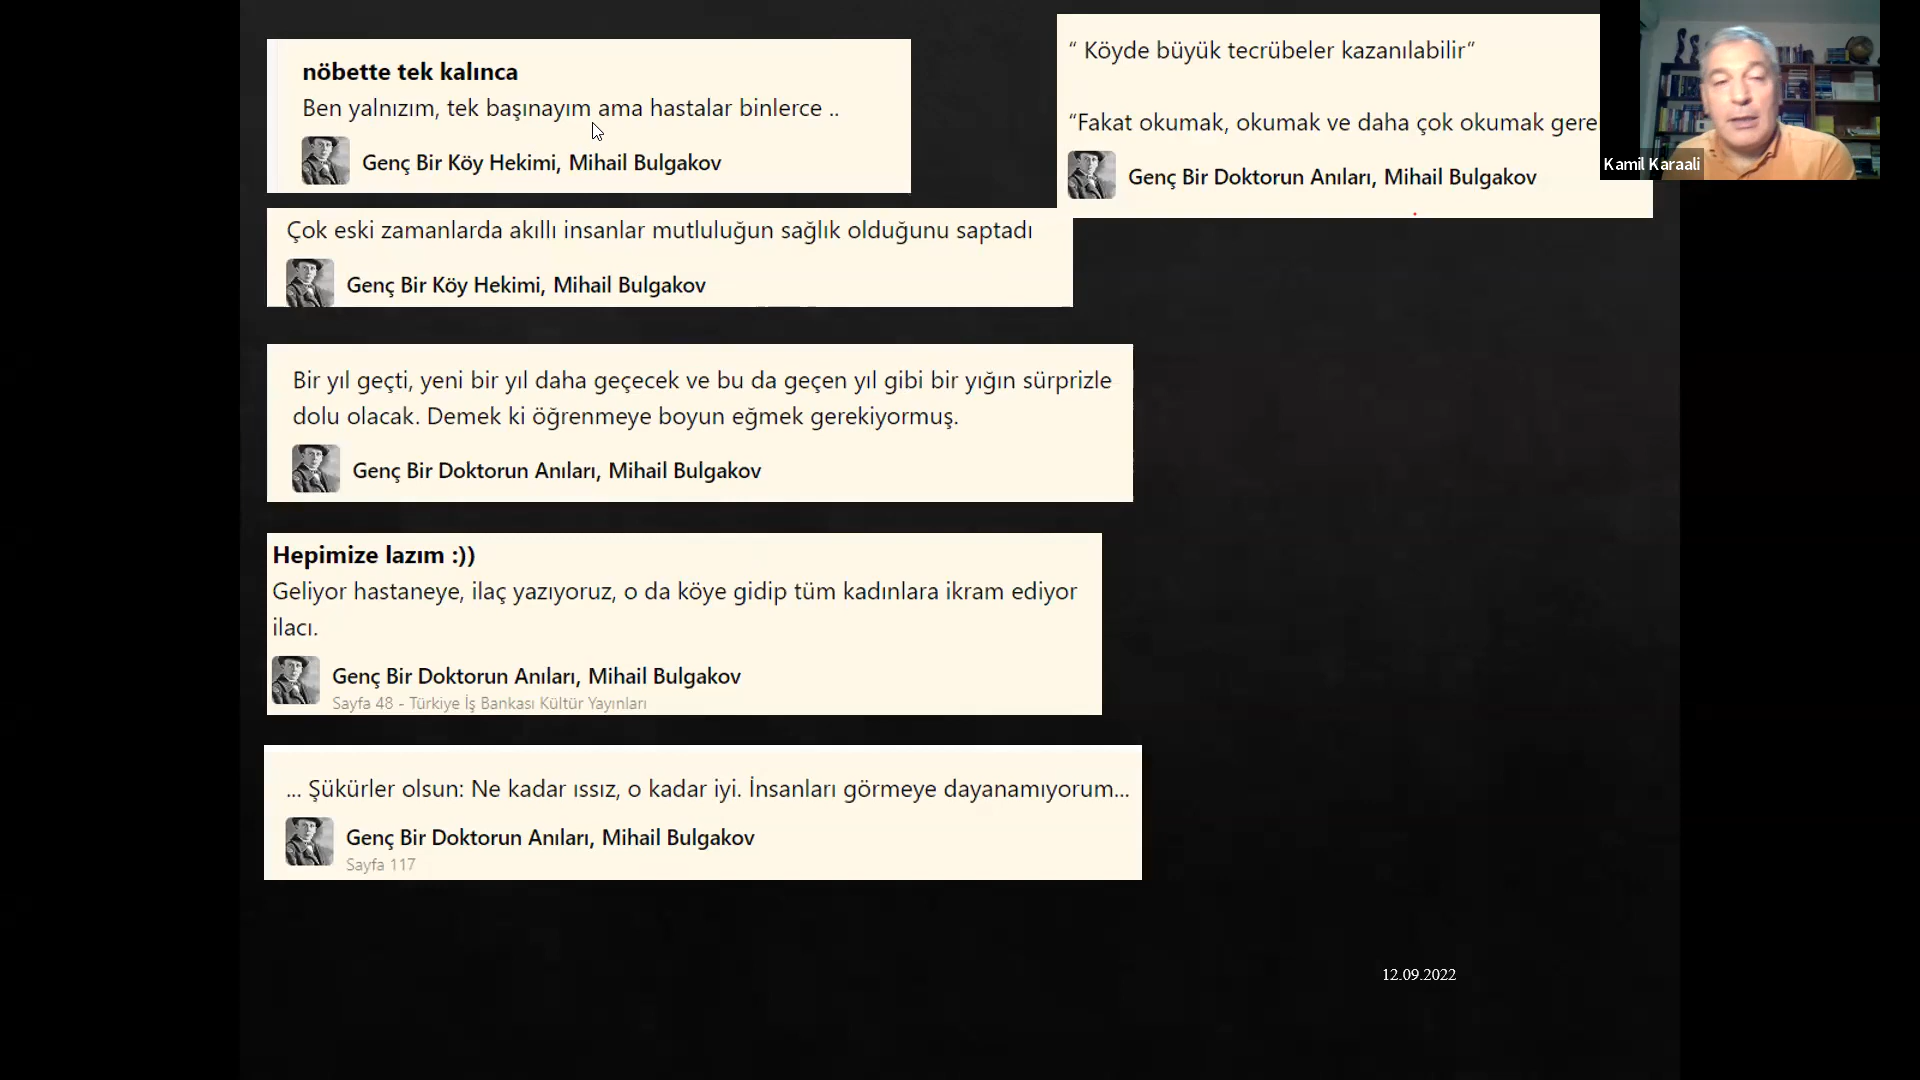 nöbette tek kalınca
Ben yalnızım, tek başınayım ama hastalar binlerce ..
Genç Bir Köy Hekimi, Mihail Bulgakov
Çok eski zamanlarda akıllı insanlar mutluluğun sağlık olduğunu saptadı
Genç Bir Köy Hekimi, Mihail Bulgakov
Bir yıl geçti, yeni bir yıl daha geçecek ve bu da geçen yıl gibi bir yığın sürprizle
dolu olacak. Demek ki öğrenmeye boyun eğmek gerekiyormuş.
Genç Bir Doktorun Anıları, Mihail Bulgakov
Hepimize lazım :))
Geliyor hastaneye, ilaç yazıyoruz, o da köye gidip tüm kadınlara ikram ediyor
ilacı.
Genç Bir Doktorun Anıları, Mihail Bulgakov
Sayfa 48 - Türkiye İş Bankası Kültür Yayınları
... Şükürler olsun: Ne kadar ıssız, o kadar iyi. İnsanları görmeye dayanamıyorum...
Genç Bir Doktorun Anıları, Mihail Bulgakov
Sayfa 117
“ Köyde büyük tecrübeler kazanılabilir”
“Fakat okumak, okumak ve daha çok okumak gere
Genç Bir Doktorun Anıları, Mihail Bulgakov
Kamil Karaali
12.09.2022